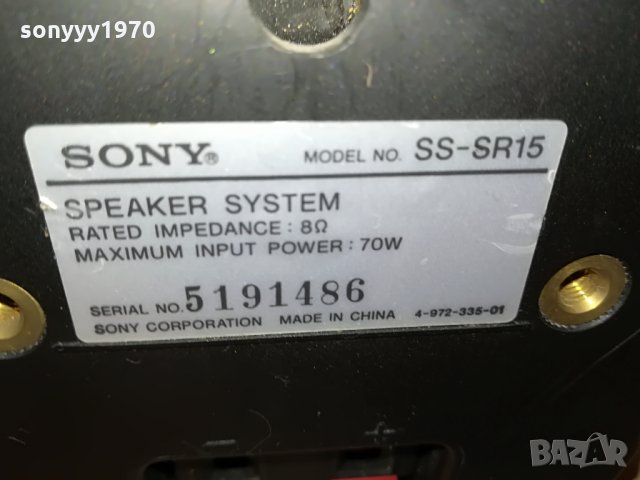 sonyyy1970
SONY® MODEL NO. SS-SR15
SPEAKER SYSTEM
RATED IMPEDANCE : 8Ω
MAXIMUM INPUT POWER : 70W
SERIAL NO. 5191486
SONY CORPORATION MADE IN CHINA 4-972-335-01
- +
BAZAR
bg